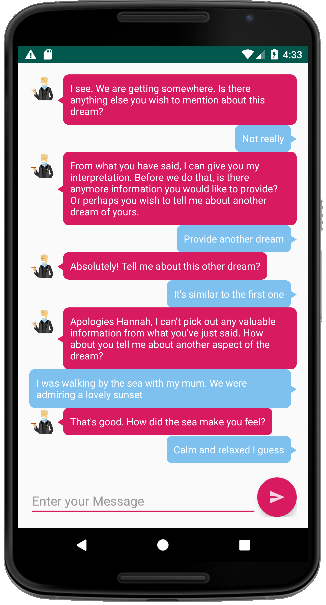 4:33
I see. We are getting somewhere. Is there
anything else you wish to mention about this
dream?
Not really
From what you have said, I can give you my
interpretation. Before we do that, is there
anymore information you would like to provide?
Or perhaps you wish to tell me about another
dream of yours.
Provide another dream
Absolutely! Tell me about this other dream?
It's similar to the first one
Apologies Hannah, I can't pick out any valuable
information from what you've just said. How
about you tell me about another aspect of the
dream?
I was walking by the sea with my mum. We were
admiring a lovely sunset
That's good. How did the sea make you feel?
Calm and relaxed I guess
Enter your Message